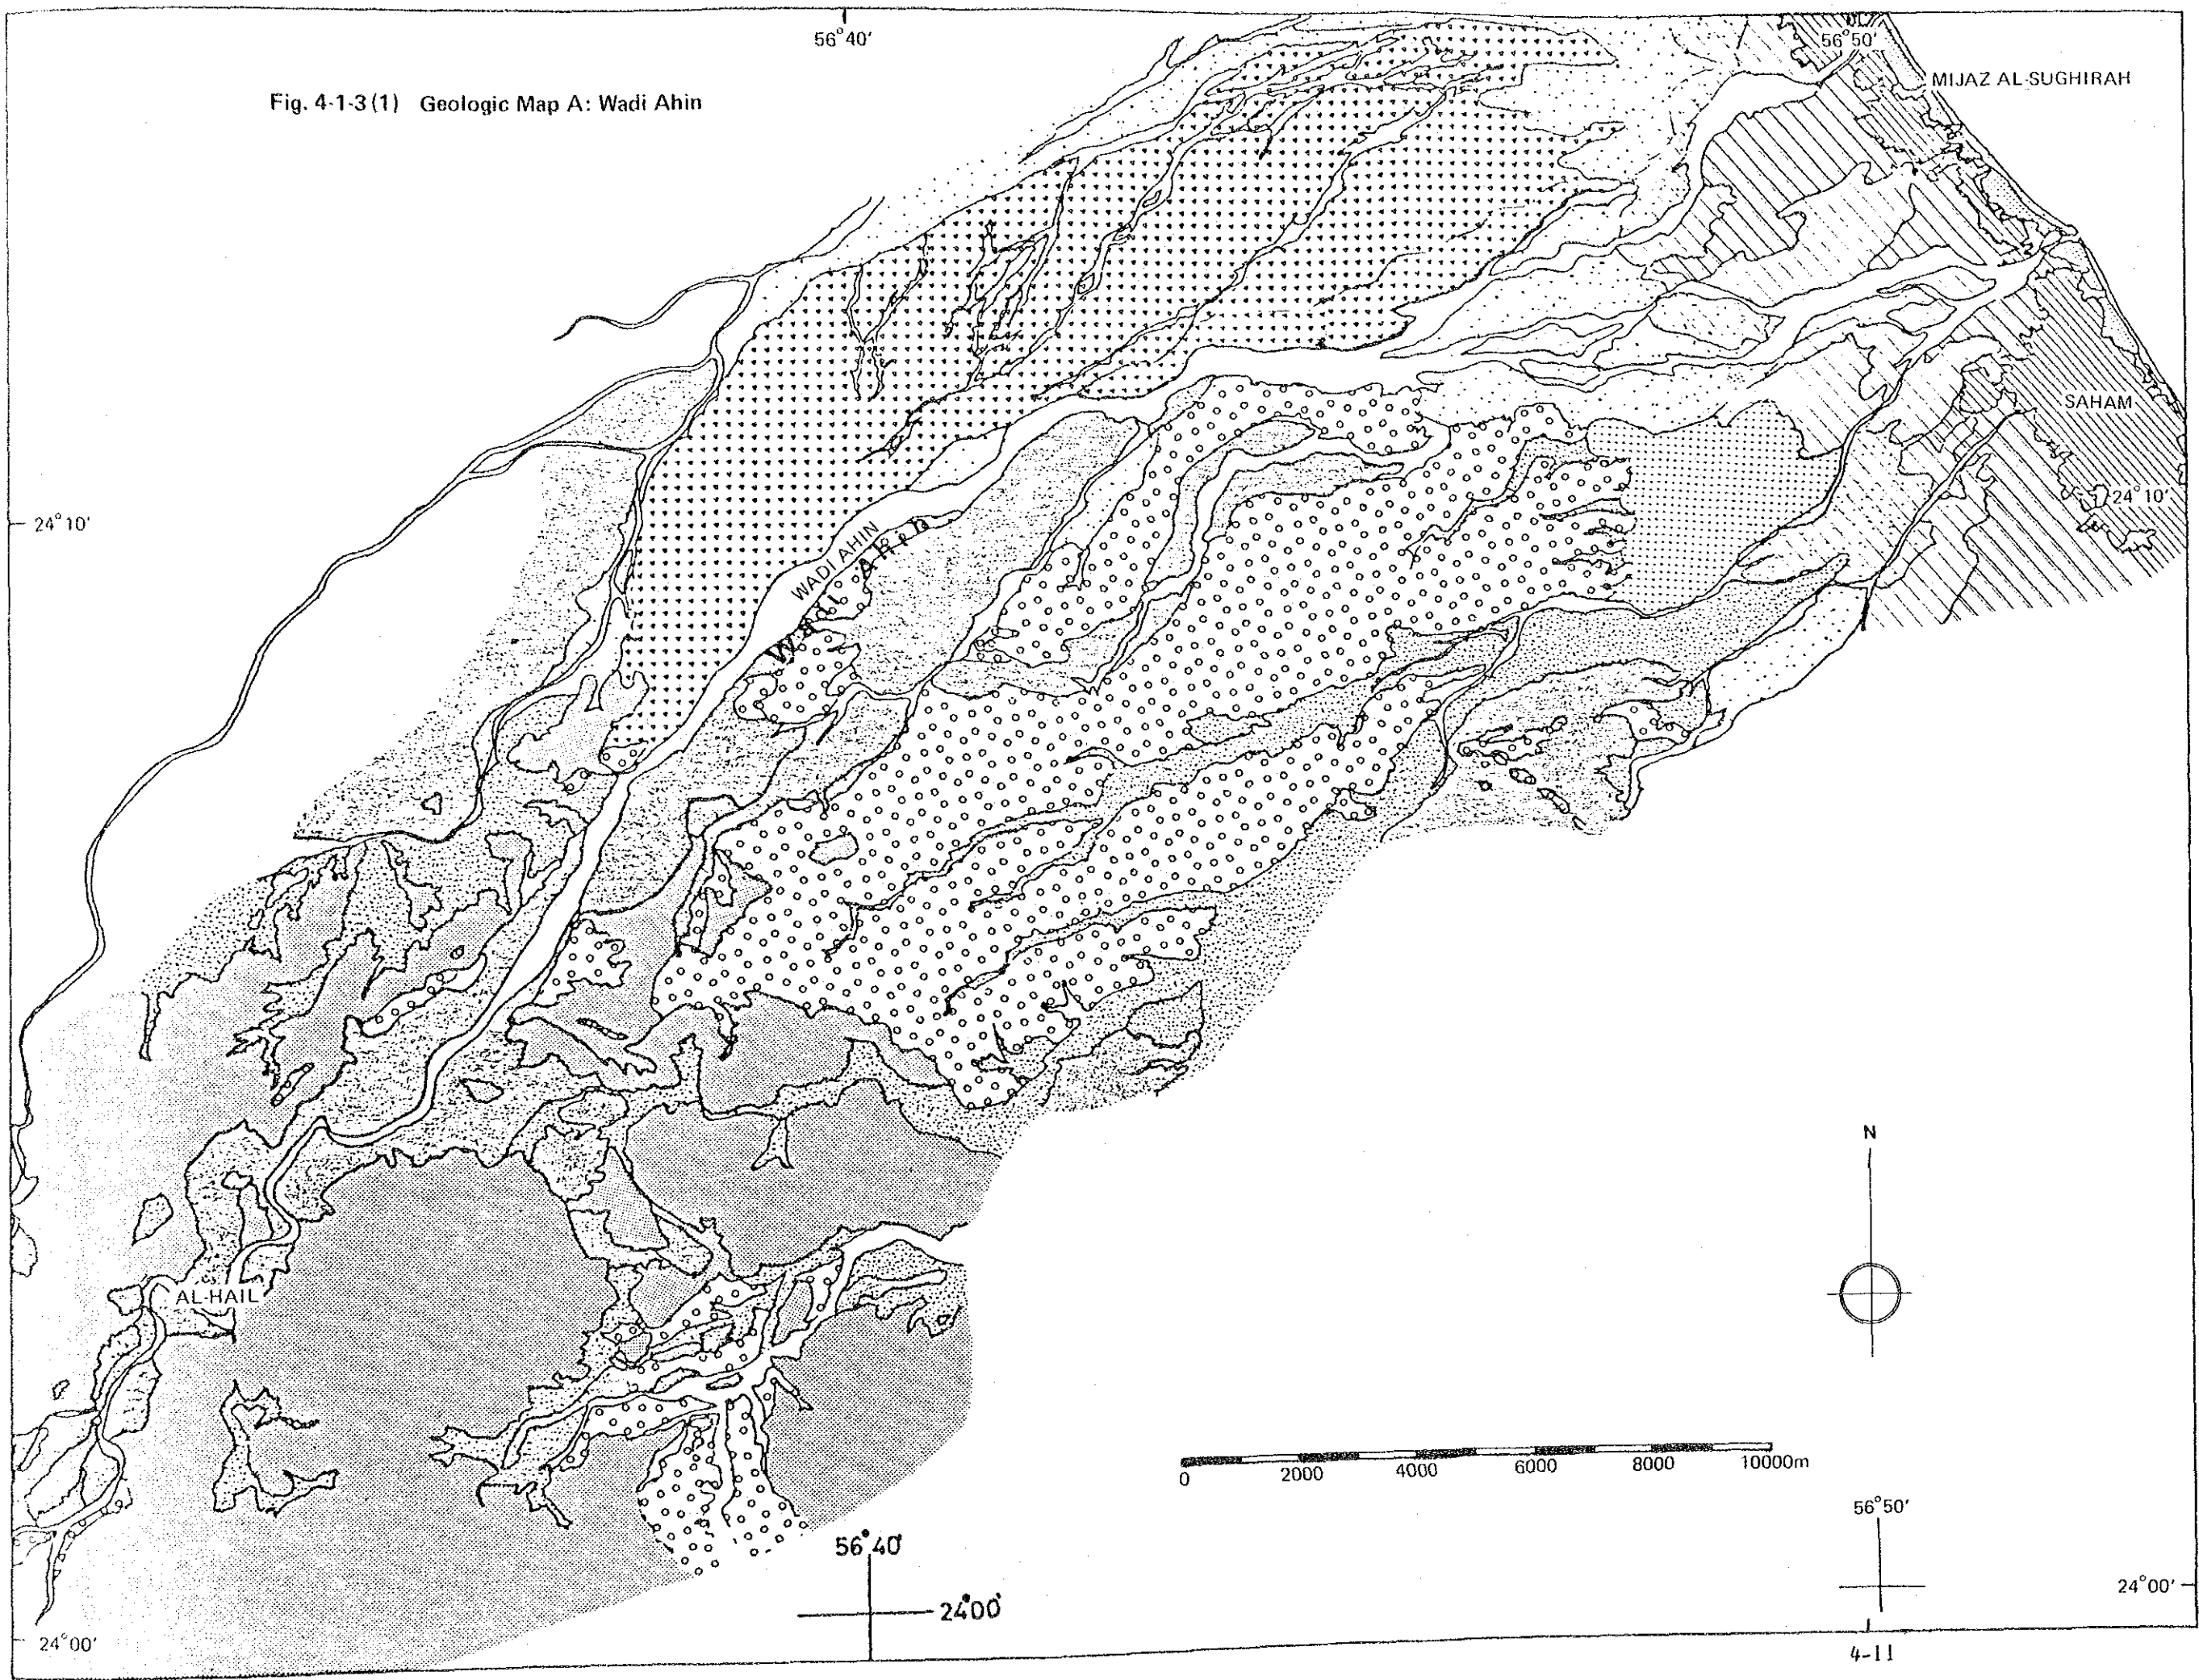 56°40'
56°50'
MIJAZ AL-SUGHIRAH
Fig. 4-1-3(1) Geologic Map A: Wadi Ahin
SAHAM
24°10'
24°10'
WADI AHIN
Wadi Ahin
N
AL-HAIL
0 2000 4000 6000 8000 10000m
56°50'
56°40'
24°00'
24°00'
24°00'
4-11